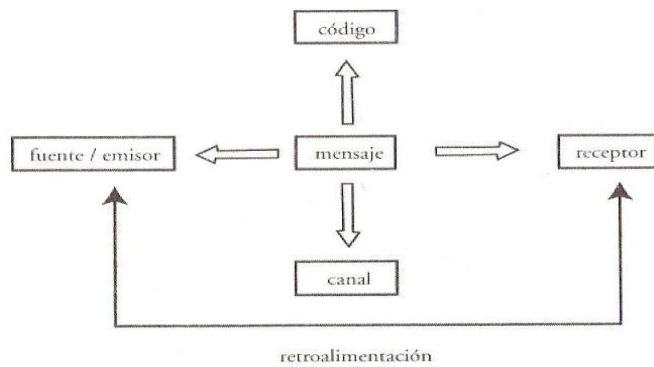 código
fuente / emisor
mensaje
receptor
canal
retroalimentación